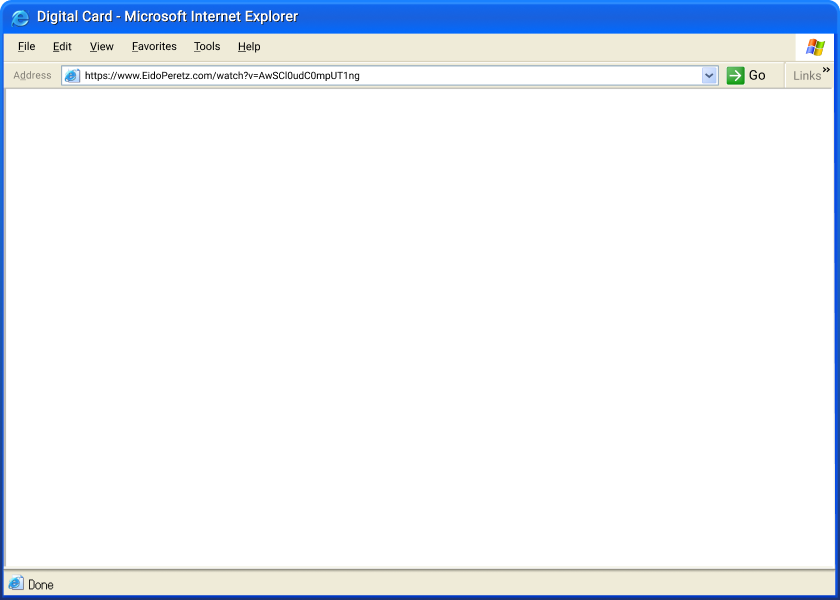 Digital Card - Microsoft Internet Explorer
File Edit View Favorites Tools Help
Address https://www.EidoPeretz.com/watch?v=AwSCl0udC0mpUT1ng Go Links »
Done